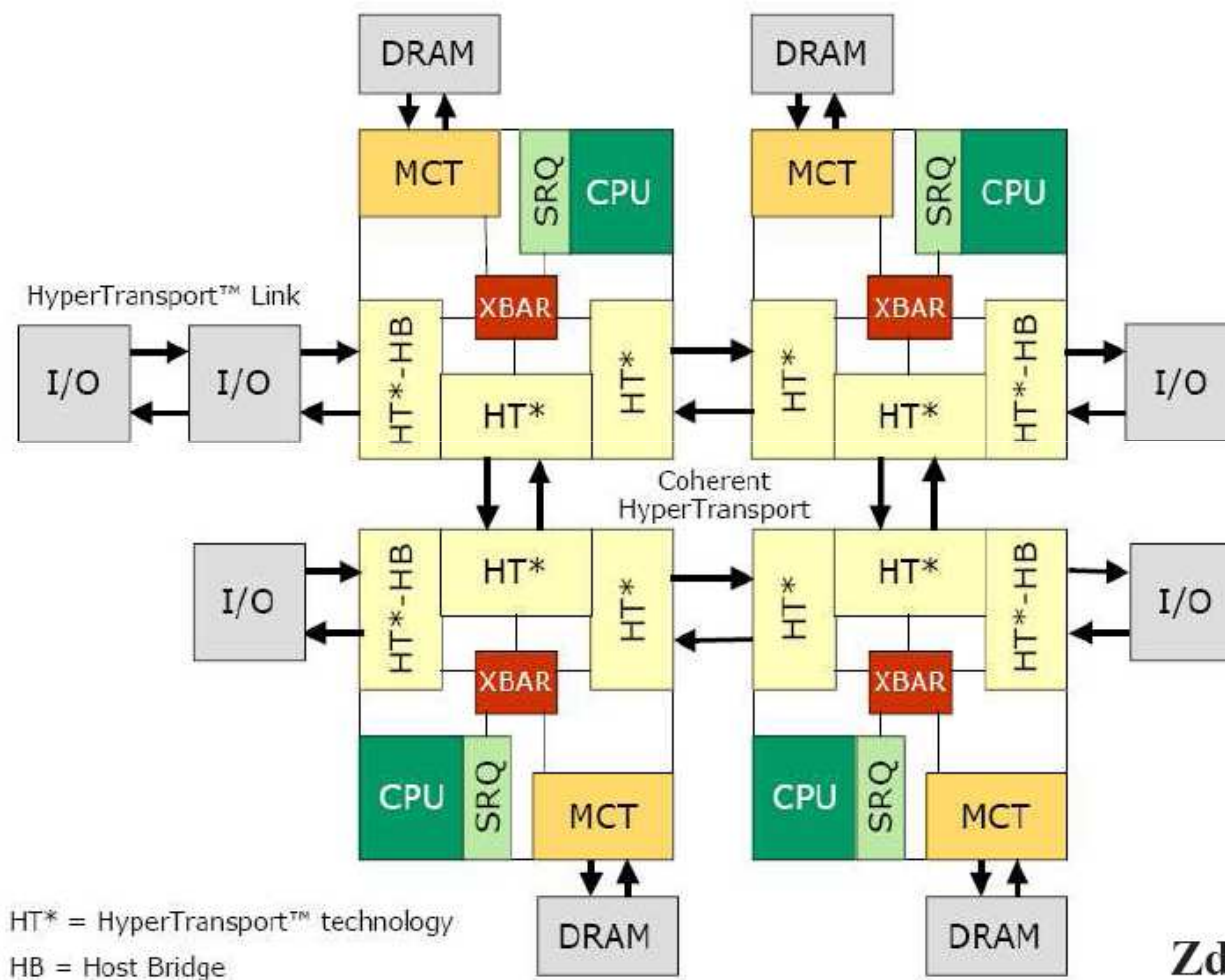 DRAM
DRAM
MCT
SRQ
CPU
MCT
SRQ
CPU
HyperTransport™ Link
XBAR
XBAR
I/O
I/O
HT*-HB
HT*
HT*
HT*
HT*
HT*-HB
I/O
Coherent
HyperTransport
I/O
HT*-HB
HT*
HT*
HT*
HT*
HT*-HB
I/O
XBAR
XBAR
CPU
SRQ
MCT
CPU
SRQ
MCT
HT* = HyperTransport™ technology
HB = Host Bridge
DRAM
DRAM
Zd